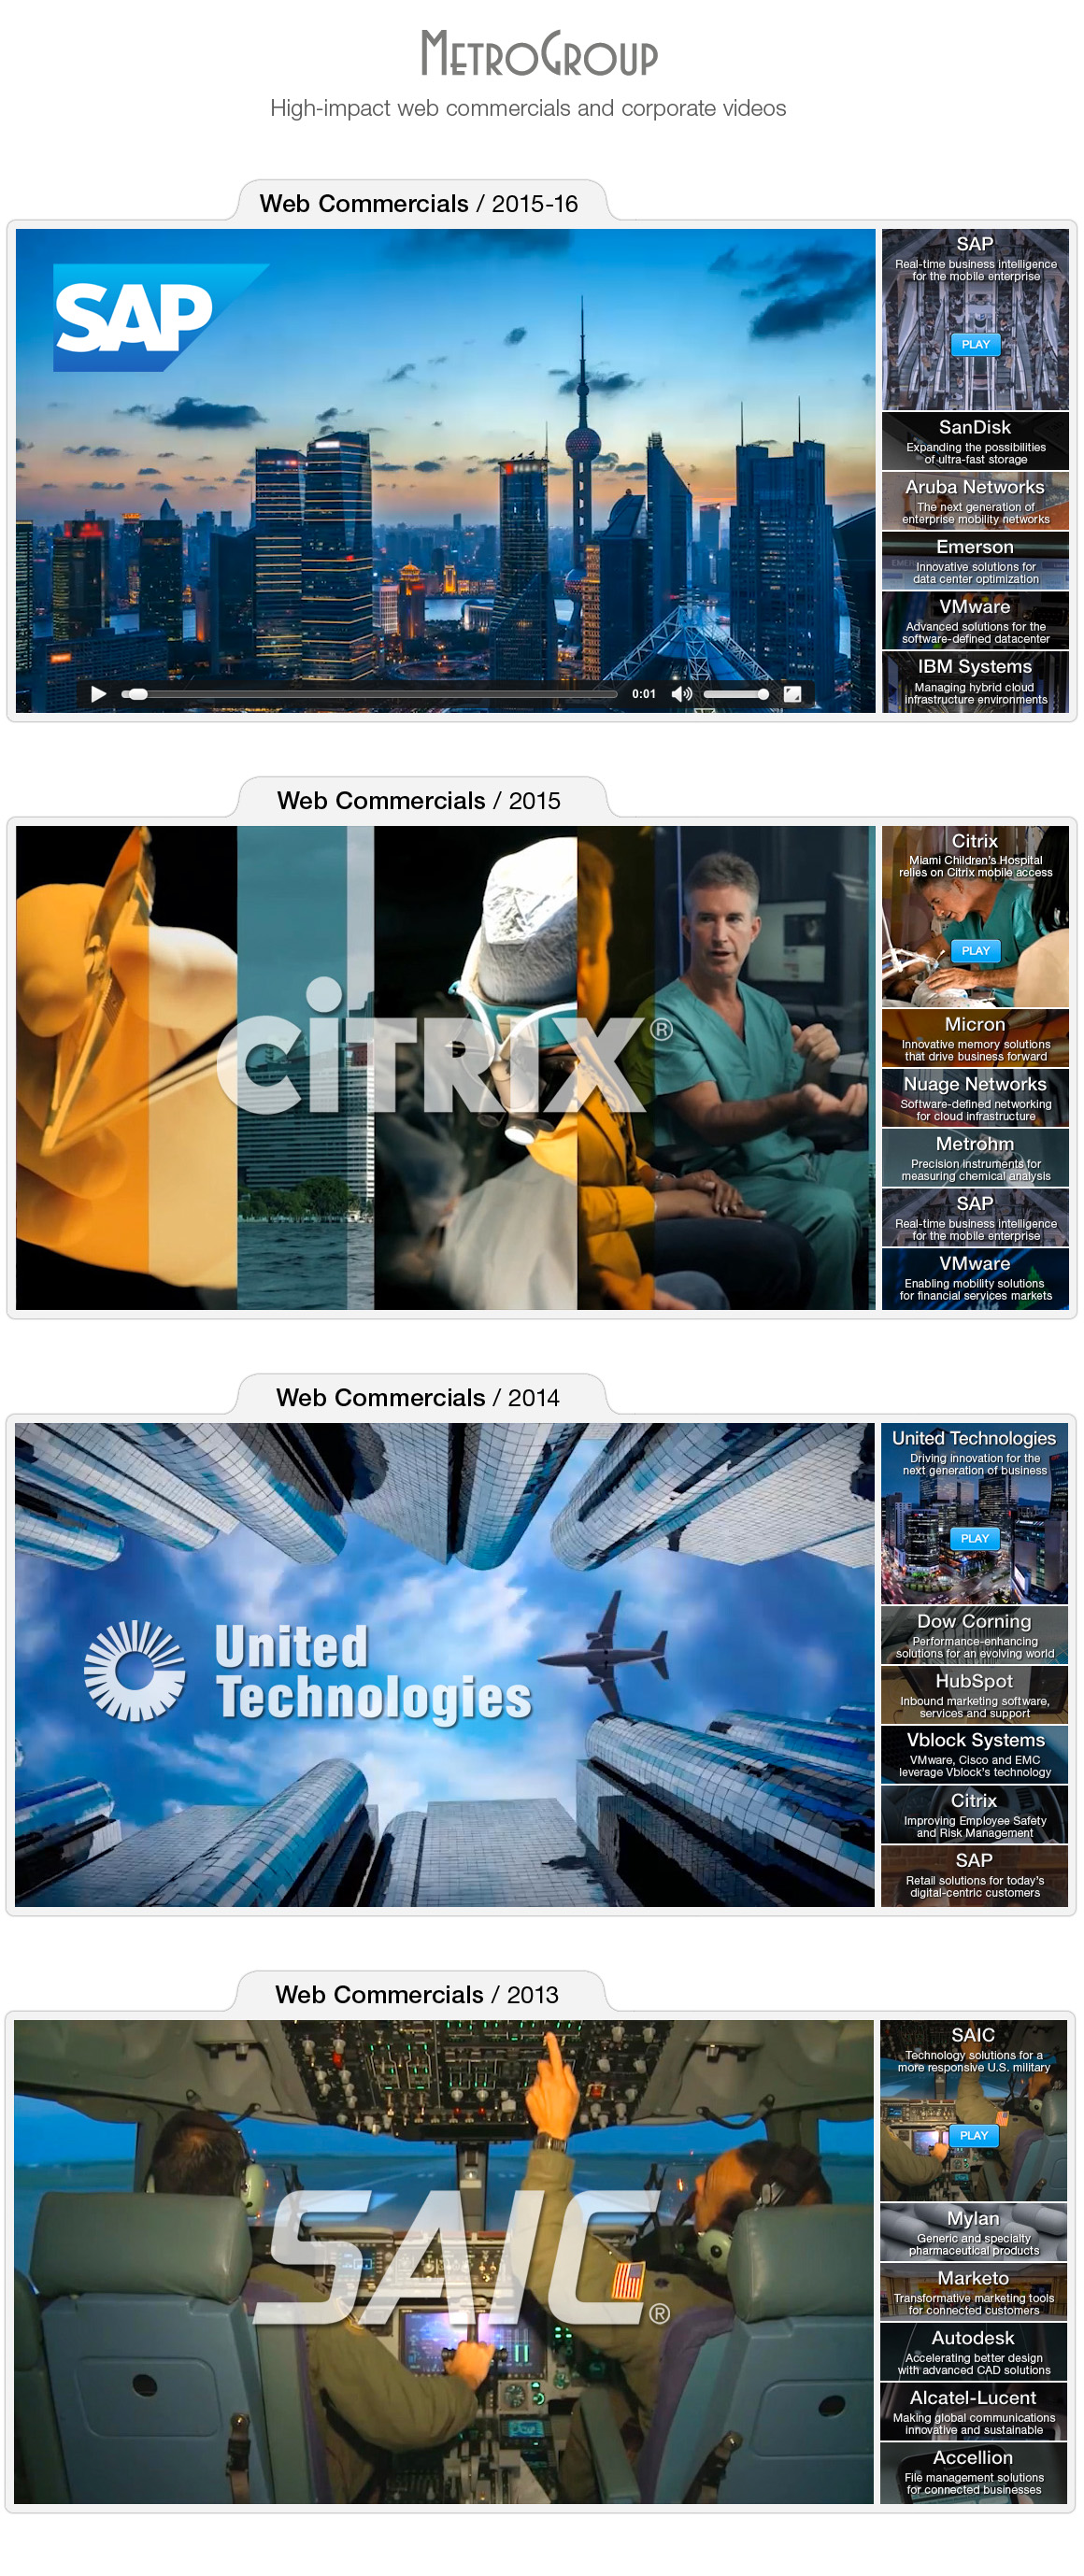 MetroGroup
High-impact web commercials and corporate videos
Web Commercials / 2015-16
SAP
0:01
SAP
Real-time business intelligence
for the mobile enterprise
PLAY
SanDisk
Expanding the possibilities
of ultra-fast storage
Aruba Networks
The next generation of
enterprise mobility networks
Emerson
Innovative solutions for
data center optimization
VMware
Advanced solutions for the
software-defined datacenter
IBM Systems
Managing hybrid cloud
infrastructure environments
Web Commercials / 2015
CiTRIX®
Citrix
Miami Children's Hospital
relies on Citrix mobile access
PLAY
Micron
Innovative memory solutions
that drive business forward
Nuage Networks
Software-defined networking
for cloud infrastructure
Metrohm
Precision instruments for
measuring chemical analysis
SAP
Real-time business intelligence
for the mobile enterprise
VMware
Enabling mobility solutions
for financial services markets
Web Commercials / 2014
United
Technologies
United Technologies
Driving innovation for the
next generation of business
PLAY
Dow Corning
Performance-enhancing
solutions for an evolving world
HubSpot
Inbound marketing software,
services and support
Vblock Systems
VMware, Cisco and EMC
leverage Vblock's technology
Citrix
Improving Employee Safety
and Risk Management
SAP
Retail solutions for today's
digital-centric customers
Web Commercials / 2013
SAIC®
SAIC
Technology solutions for a
more responsive U.S. military
PLAY
Mylan
Generic and specialty
pharmaceutical products
Marketo
Transformative marketing tools
for connected customers
Autodesk
Accelerating better design
with advanced CAD solutions
Alcatel-Lucent
Making global communications
innovative and sustainable
Accellion
File management solutions
for connected businesses